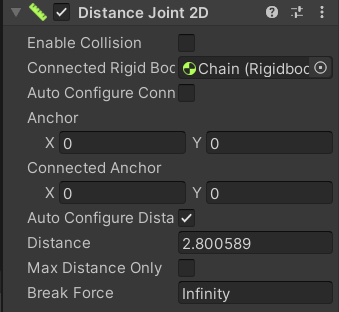 Distance Joint 2D
Enable Collision
Connected Rigid Boc Chain (Rigidboc
Auto Configure Conn
Anchor
X 0 Y 0
Connected Anchor
X 0 Y 0
Auto Configure Dista
Distance 2.800589
Max Distance Only
Break Force Infinity